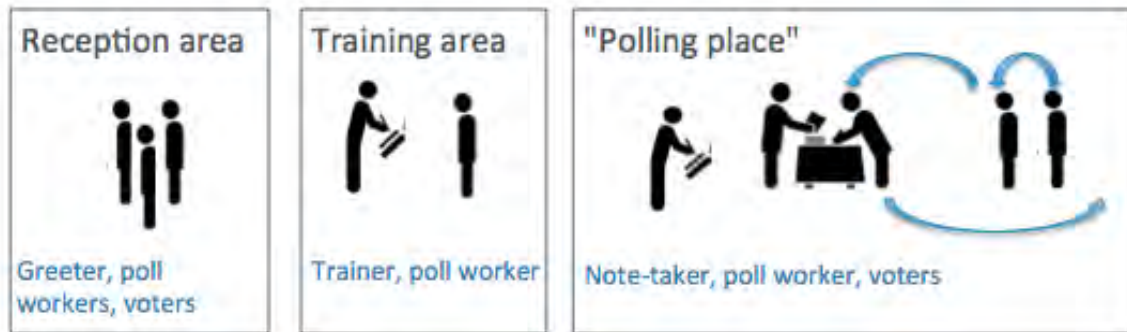 Reception area
Greeter, poll
workers, voters
Training area
Trainer, poll worker
"Polling place"
Note-taker, poll worker, voters